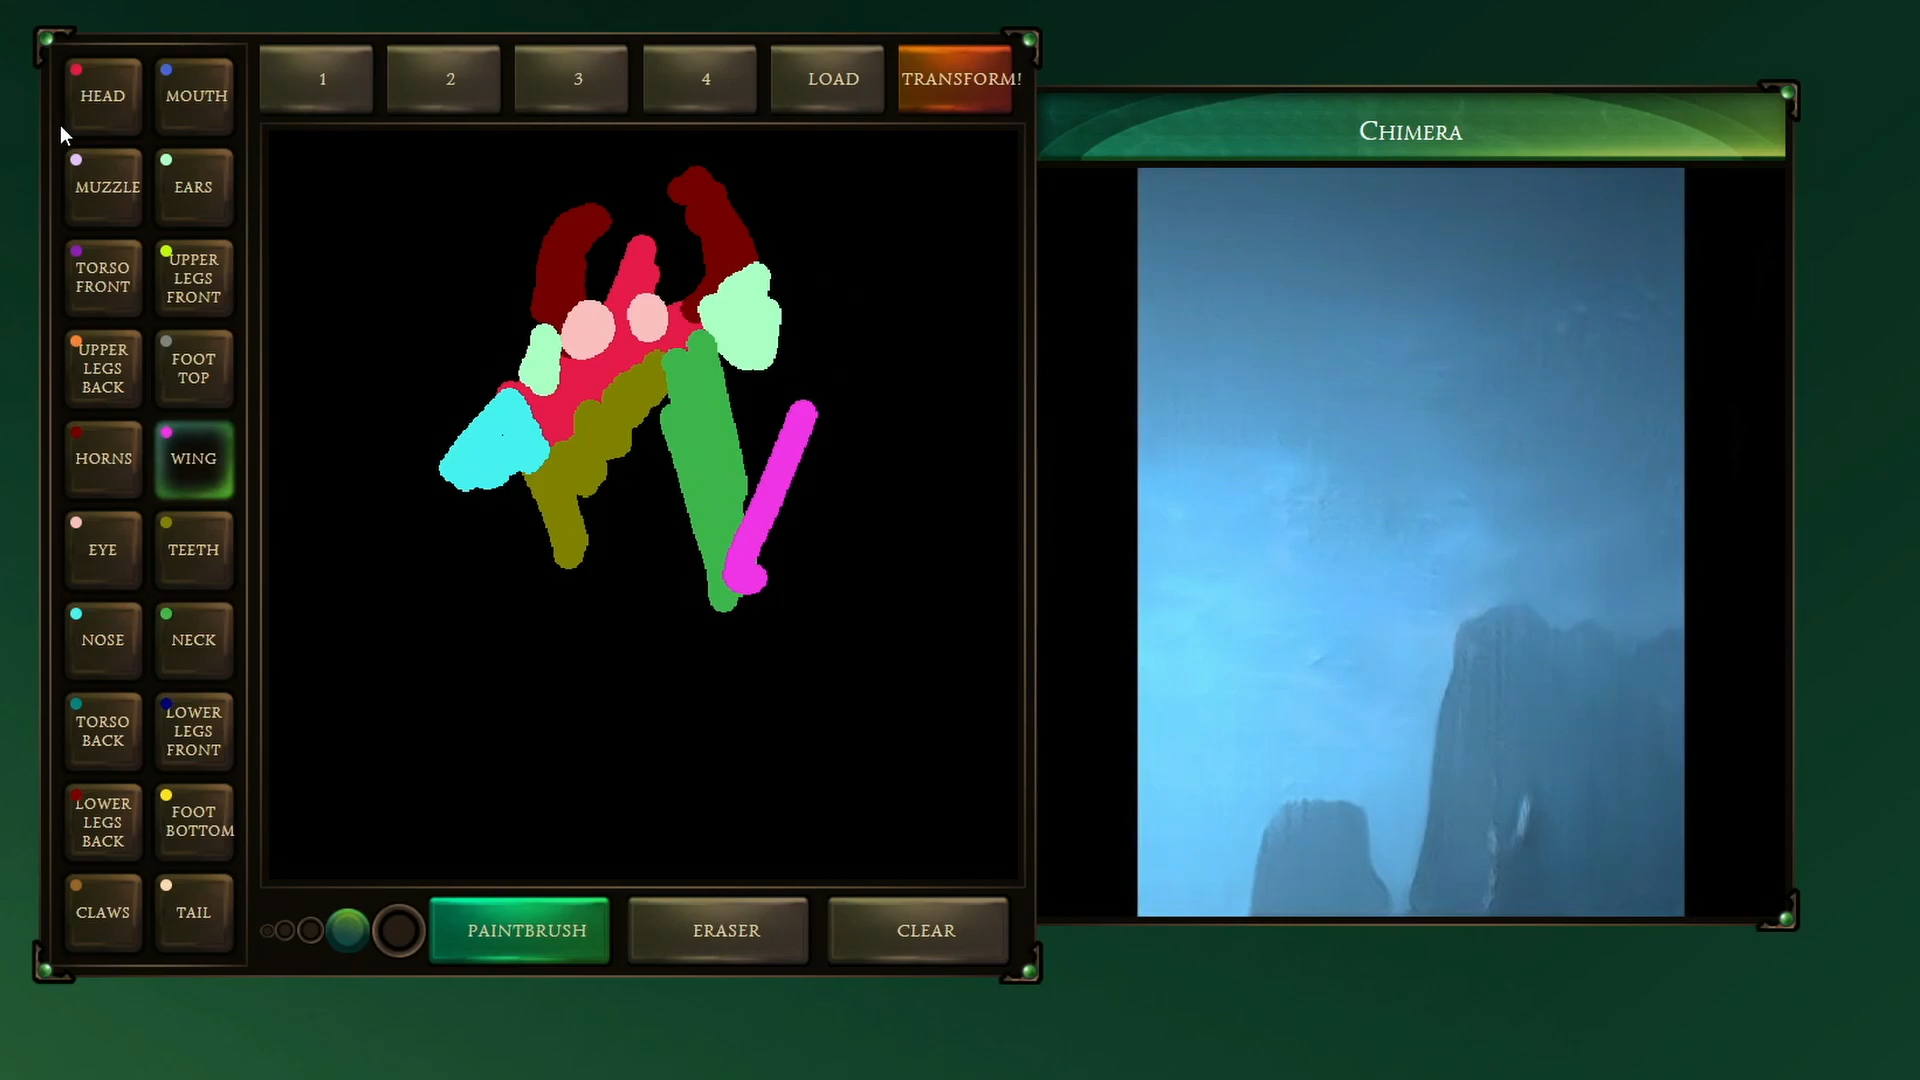 1
2
3
4
LOAD
TRANSFORM!
HEAD
MOUTH
MUZZLE
EARS
TORSO
FRONT
UPPER
LEGS
FRONT
UPPER
LEGS
BACK
FOOT
TOP
HORNS
WING
EYE
TEETH
NOSE
NECK
TORSO
BACK
LOWER
LEGS
FRONT
LOWER
LEGS
BACK
FOOT
BOTTOM
CLAWS
TAIL
PAINTBRUSH
ERASER
CLEAR
CHIMERA